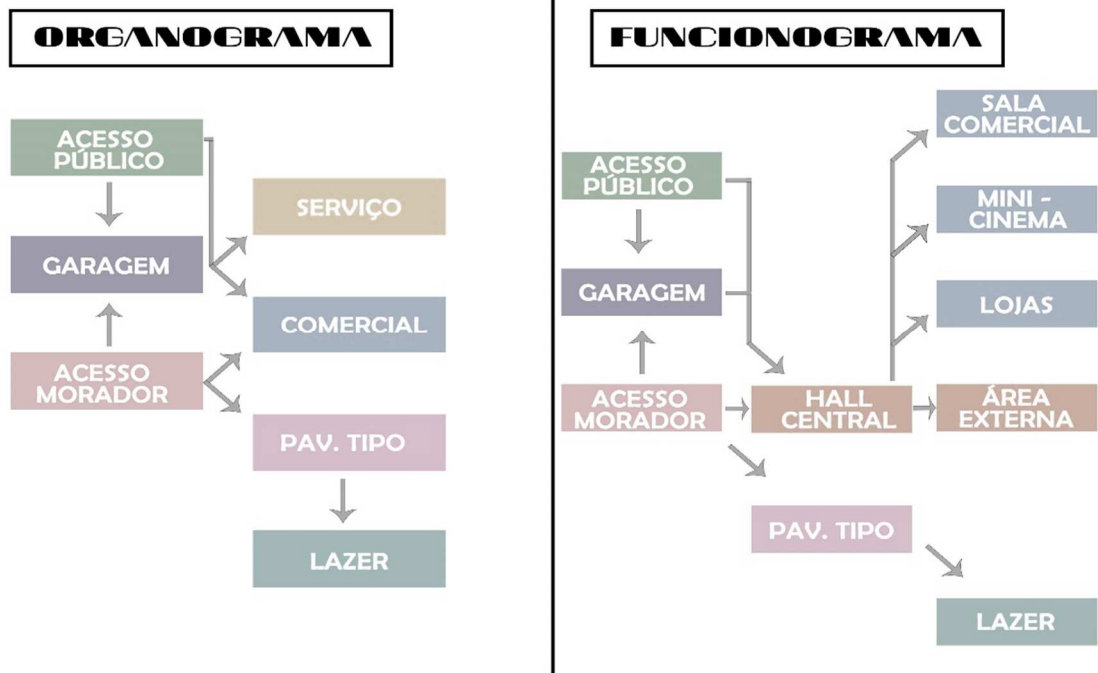 ORGANOGRAMA
ACESSO
PÚBLICO
SERVIÇO
GARAGEM
COMERCIAL
ACESSO
MORADOR
PAV. TIPO
LAZER
FUNCIONOGRAMA
SALA
COMERCIAL
ACESSO
PÚBLICO
MINI -
CINEMA
GARAGEM
LOJAS
ACESSO
MORADOR
HALL
CENTRAL
ÁREA
EXTERNA
PAV. TIPO
LAZER